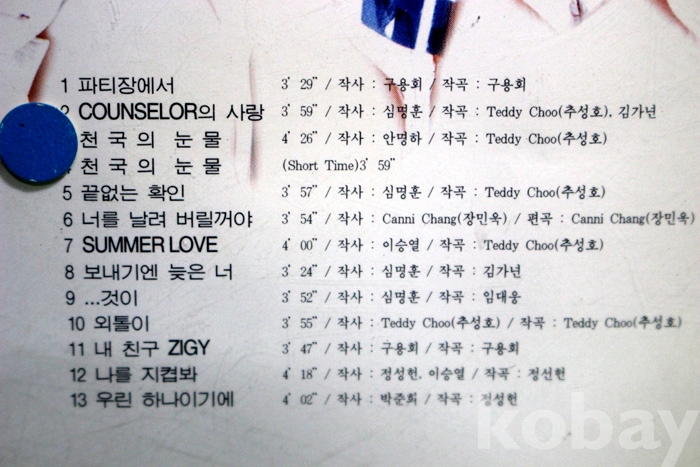 1 파티장에서 3' 29" / 작사 : 구용회 / 작곡 : 구용회
2 COUNSELOR의 사랑 3' 59" / 작사 : 심명훈 / 작곡 : Teddy Choo(추성호), 김가넌
천국의 눈물 4' 26" / 작사 : 안명하 / 작곡 : Teddy Choo(추성호)
천국의 눈물 (Short Time)3' 59"
5 끝없는 확인 3' 57" / 작사 : 심명훈 / 작곡 : Teddy Choo(추성호)
6 너를 날려 버릴꺼야 3' 54" / 작사 : Canni Chang(장민욱) / 편곡 : Canni Chang(장민욱)
7 SUMMER LOVE 4' 00" / 작사 : 이승열 / 작곡 : Teddy Choo(추성호)
8 보내기엔 늦은 너 3' 24" / 작사 : 심명훈 / 작곡 : 김가넌
9 ...것이 3' 52" / 작사 : 심명훈 / 작곡 : 임대웅
10 외톨이 3' 55" / 작사 : Teddy Choo(추성호) / 작곡 : Teddy Choo(추성호)
11 내 친구 ZIGY 3' 47" / 작사 : 구용회 / 작곡 : 구용회
12 나를 지켭봐 4' 18" / 작사 : 정성헌, 이승열 / 작곡 : 정선헌
13 우린 하나이기에 4' 02" / 작사 : 박준희 / 작곡 : 정성헌
kobay